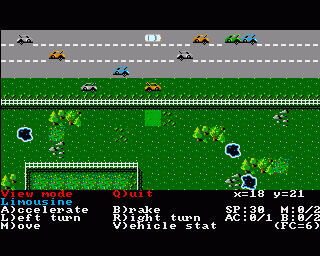 View mode Q)uit x=18 y=21
Limousine
A)ccelerate B)rake SP:30 M:0/2
L)eft turn R)ight turn AC:0/1 B:0/2
M)ove V)ehicle stat (FC=6)